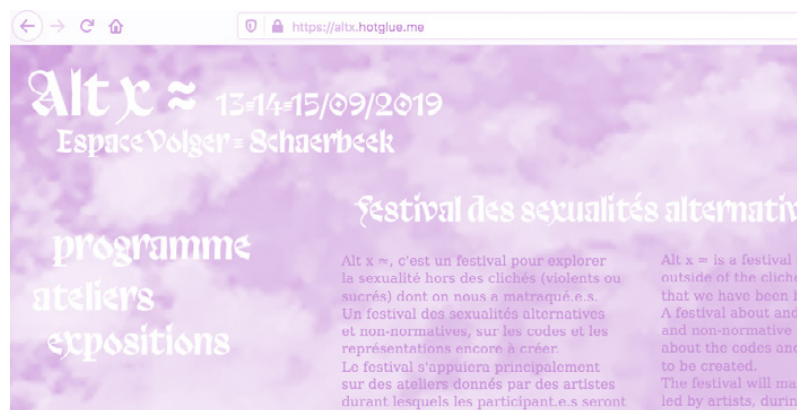 https://altx.hotglue.me
Alt x ≈ 13=14=15/09/2019
Espace Volger = Schaerbeek
festival des sexualités alternativ
programme
ateliers
expositions
Alt x ≈, c'est un festival pour explorer
la sexualité hors des clichés (violents ou
sucrés) dont on nous a matraqué.e.s.
Un festival des sexualités alternatives
et non-normatives, sur les codes et les
représentations encore à créer.
Le festival s'appuiera principalement
sur des ateliers donnés par des artistes
durant lesquels les participant.e.s seront
Alt x ≈ is a festival
outside of the cliche
that we have been
A festival about and
and non-normative
about the codes and
to be created.
The festival will ma
led by artists, durin